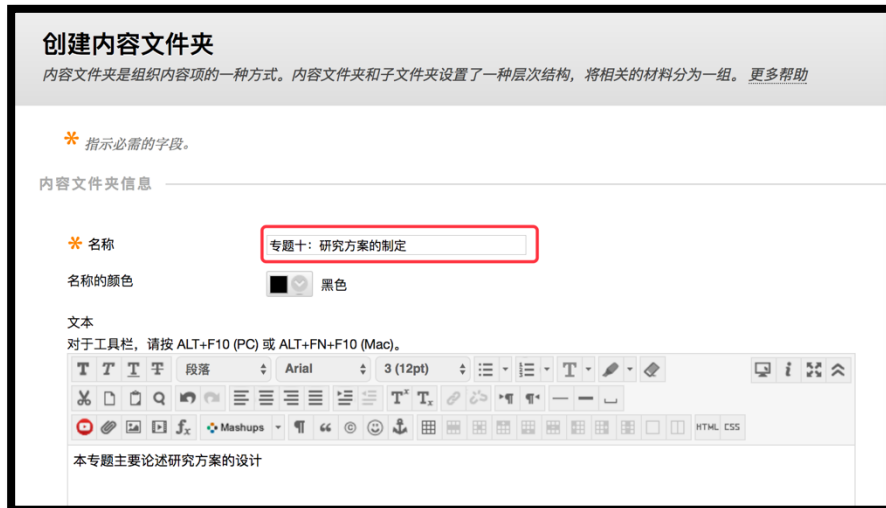 创建内容文件夹
内容文件夹是组织内容项的一种方式。内容文件夹和子文件夹设置了一种层次结构，将相关的材料分为一组。 更多帮助
* 指示必需的字段。
内容文件夹信息
* 名称 专题十：研究方案的制定
名称的颜色 黑色
文本
对于工具栏，请按 ALT+F10 (PC) 或 ALT+FN+F10 (Mac)。
T T T T 段落 Arial 3 (12pt) T i
Tx Tx ¶ ¶
fx Mashups ¶ “ © HTML CSS
本专题主要论述研究方案的设计